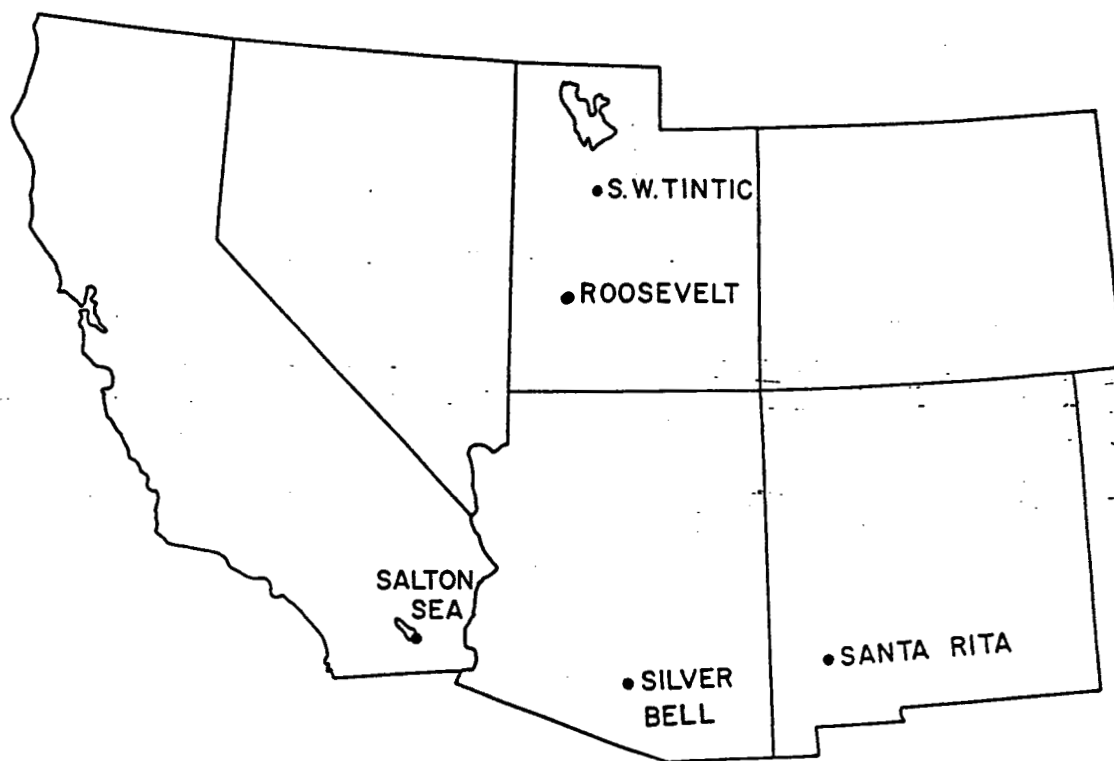 S.W. TINTIC
ROOSEVELT
SALTON
SEA
SANTA RITA
SILVER
BELL